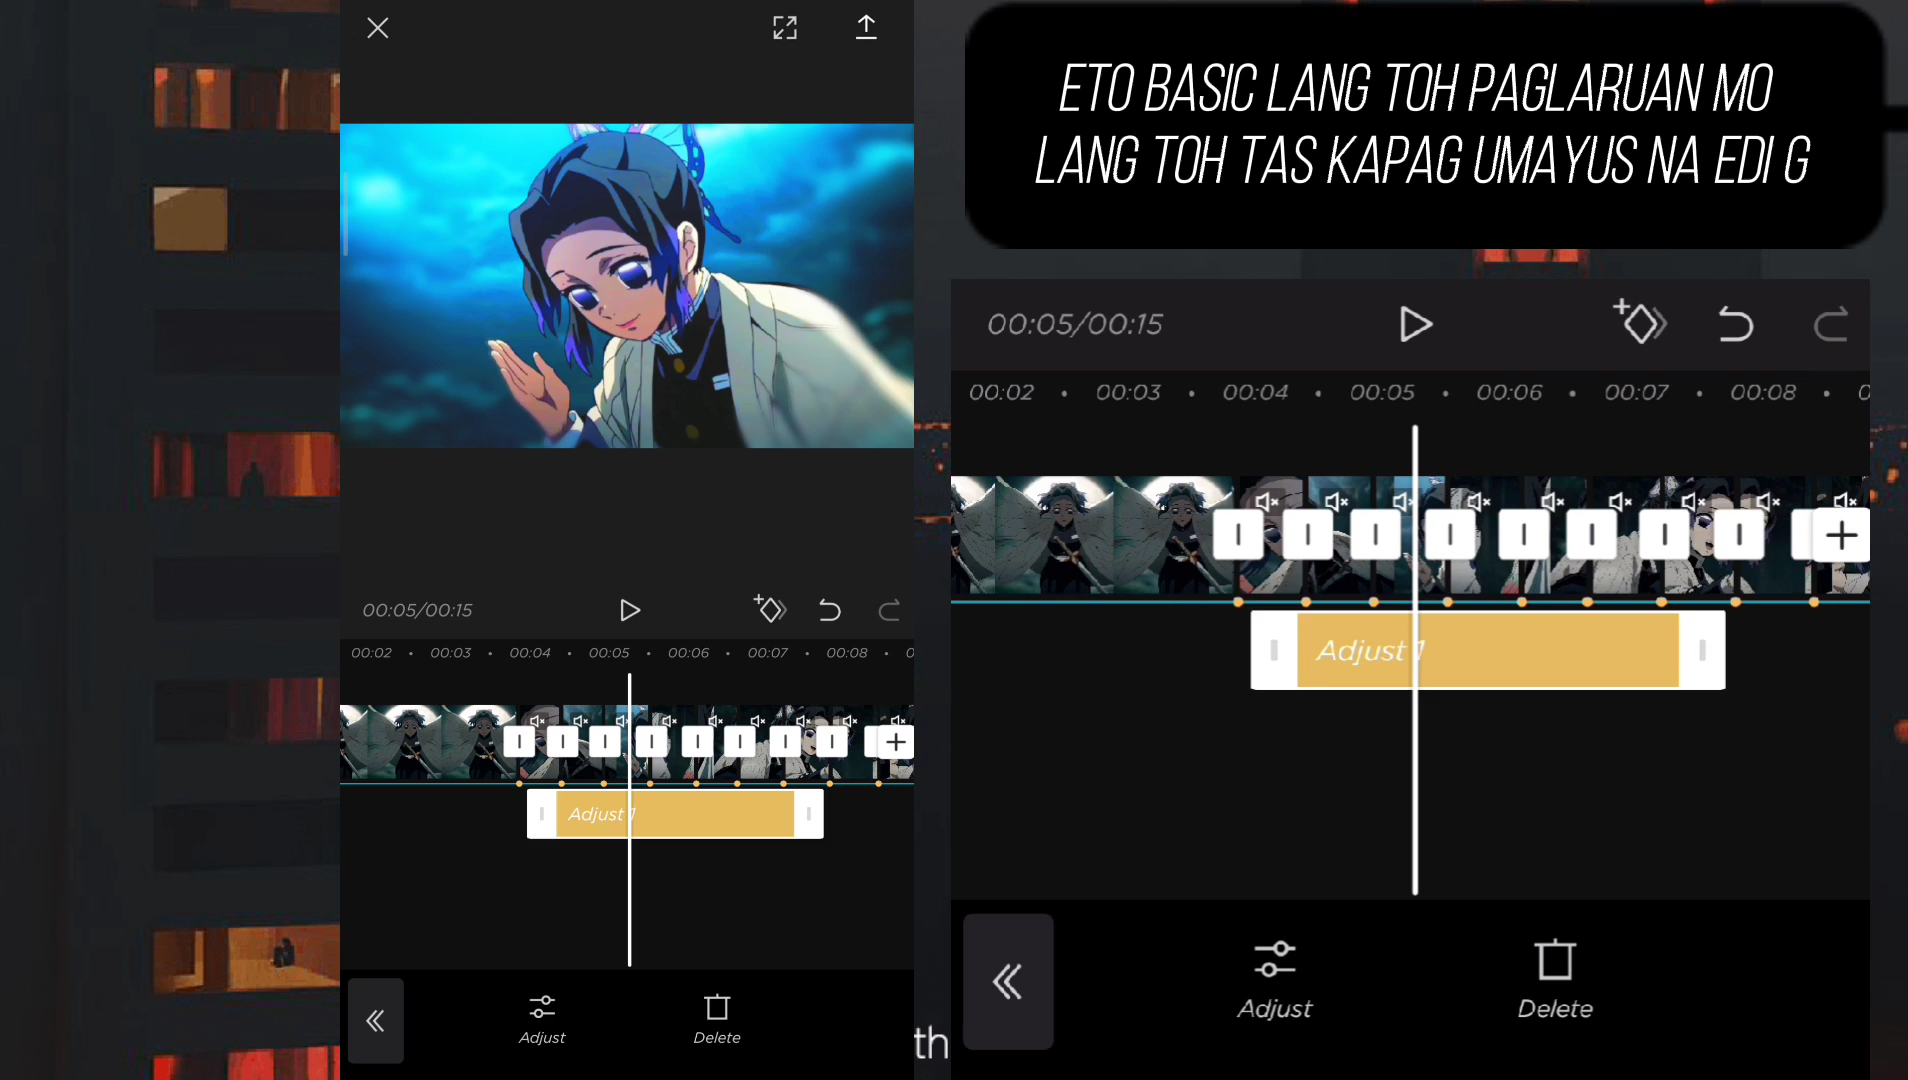 ETO BASIC LANG TOH PAGLARUAN MO
LANG TOH TAS KAPAG UMAYUS NA EDI G
00:05/00:15
00:02 • 00:03 • 00:04 • 00:05 • 00:06 • 00:07 • 00:08 • 0
Adjust 1
Adjust
Delete
th
00:05/00:15
00:02 • 00:03 • 00:04 • 00:05 • 00:06 • 00:07 • 00:08 • 0
Adjust 1
Adjust
Delete